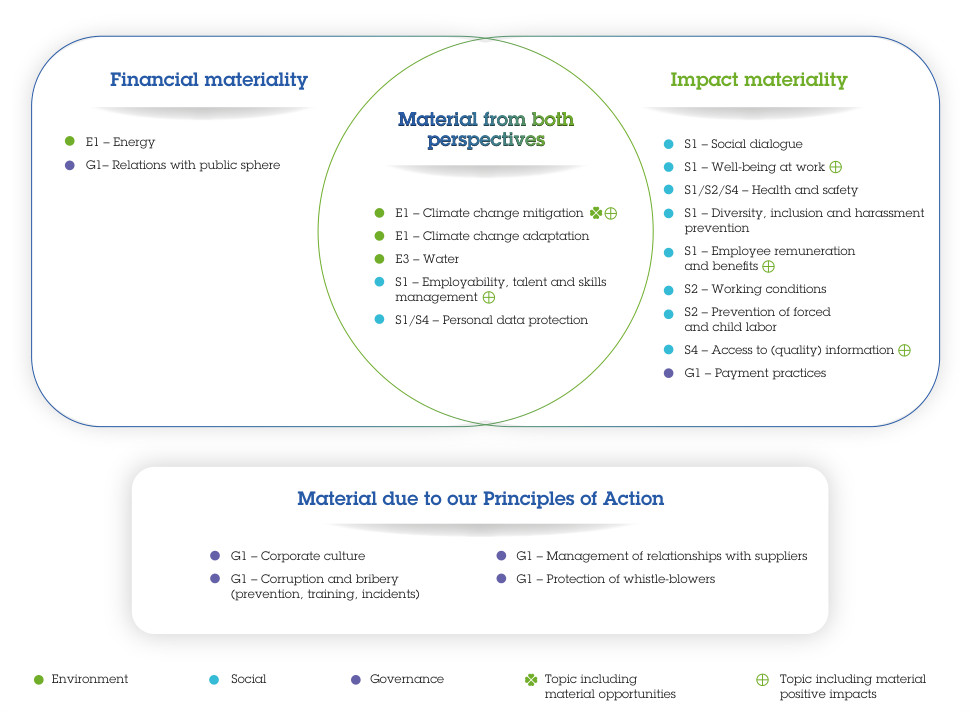 Financial materiality
E1 – Energy
G1– Relations with public sphere
Material from both
perspectives
E1 – Climate change mitigation
E1 – Climate change adaptation
E3 – Water
S1 – Employability, talent and skills
management
S1/S4 – Personal data protection
Impact materiality
S1 – Social dialogue
S1 – Well-being at work
S1/S2/S4 – Health and safety
S1 – Diversity, inclusion and harassment
prevention
S1 – Employee remuneration
and benefits
S2 – Working conditions
S2 – Prevention of forced
and child labor
S4 – Access to (quality) information
G1 – Payment practices
Material due to our Principles of Action
G1 – Corporate culture
G1 – Corruption and bribery
(prevention, training, incidents)
G1 – Management of relationships with suppliers
G1 – Protection of whistle-blowers
Environment
Social
Governance
Topic including
material opportunities
Topic including material
positive impacts